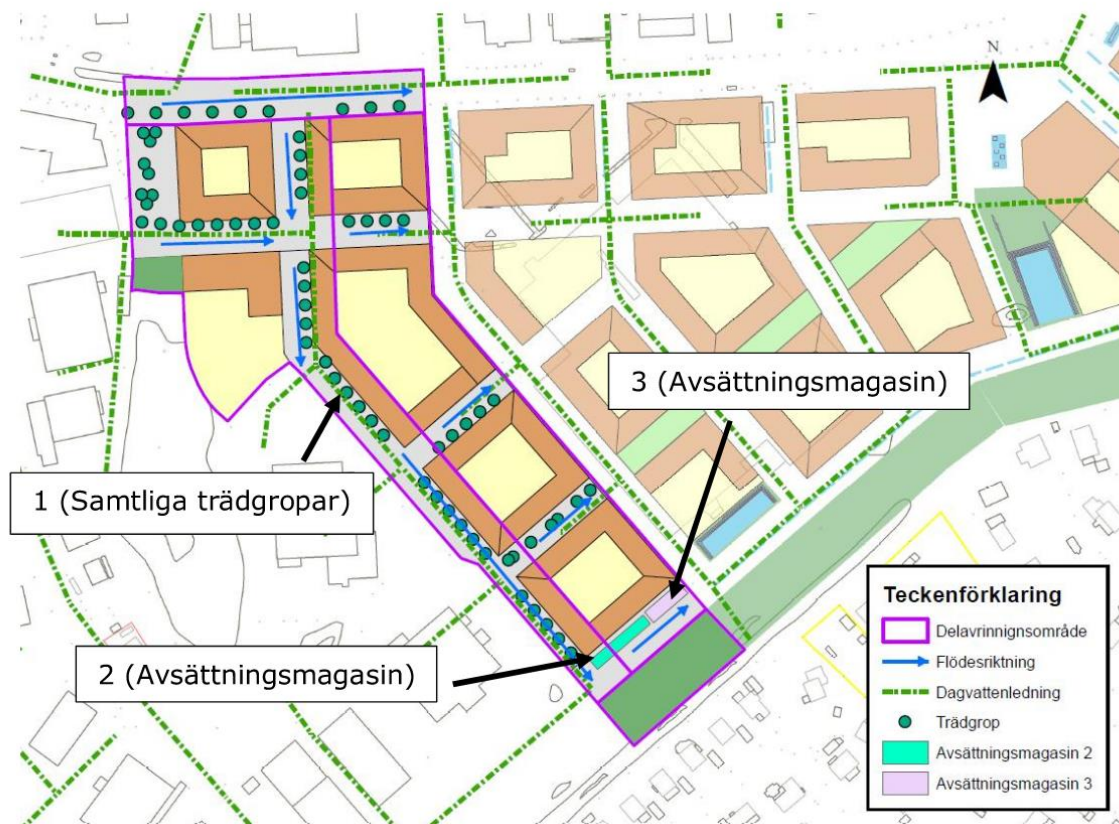 N
3 (Avsättningsmagasin)
1 (Samtliga trädgropar)
2 (Avsättningsmagasin)
Teckenförklaring
Delavrinnignsområde
Flödesriktning
Dagvattenledning
Trädgrop
Avsättningsmagasin 2
Avsättningsmagasin 3